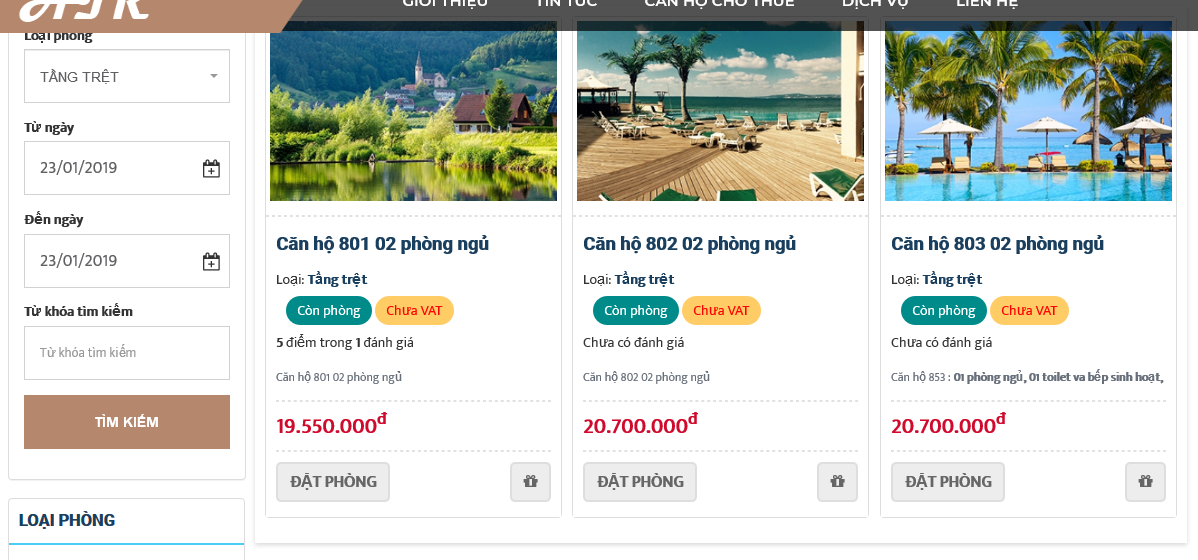 GIỚI THIỆU TIN TỨC CĂN HỘ CHO THUÊ DỊCH VỤ LIÊN HỆ
Loại phòng
TẦNG TRỆT
Từ ngày
23/01/2019
Đến ngày
23/01/2019
Từ khóa tìm kiếm
Từ khóa tìm kiếm
TÌM KIẾM
LOẠI PHÒNG
Căn hộ 801 02 phòng ngủ
Loại: Tầng trệt
Còn phòng Chưa VAT
5 điểm trong 1 đánh giá
Căn hộ 801 02 phòng ngủ
19.550.000đ
ĐẶT PHÒNG
Căn hộ 802 02 phòng ngủ
Loại: Tầng trệt
Còn phòng Chưa VAT
Chưa có đánh giá
Căn hộ 802 02 phòng ngủ
20.700.000đ
ĐẶT PHÒNG
Căn hộ 803 02 phòng ngủ
Loại: Tầng trệt
Còn phòng Chưa VAT
Chưa có đánh giá
Căn hộ 853 : 01 phòng ngủ, 01 toilet va bếp sinh hoạt,
20.700.000đ
ĐẶT PHÒNG